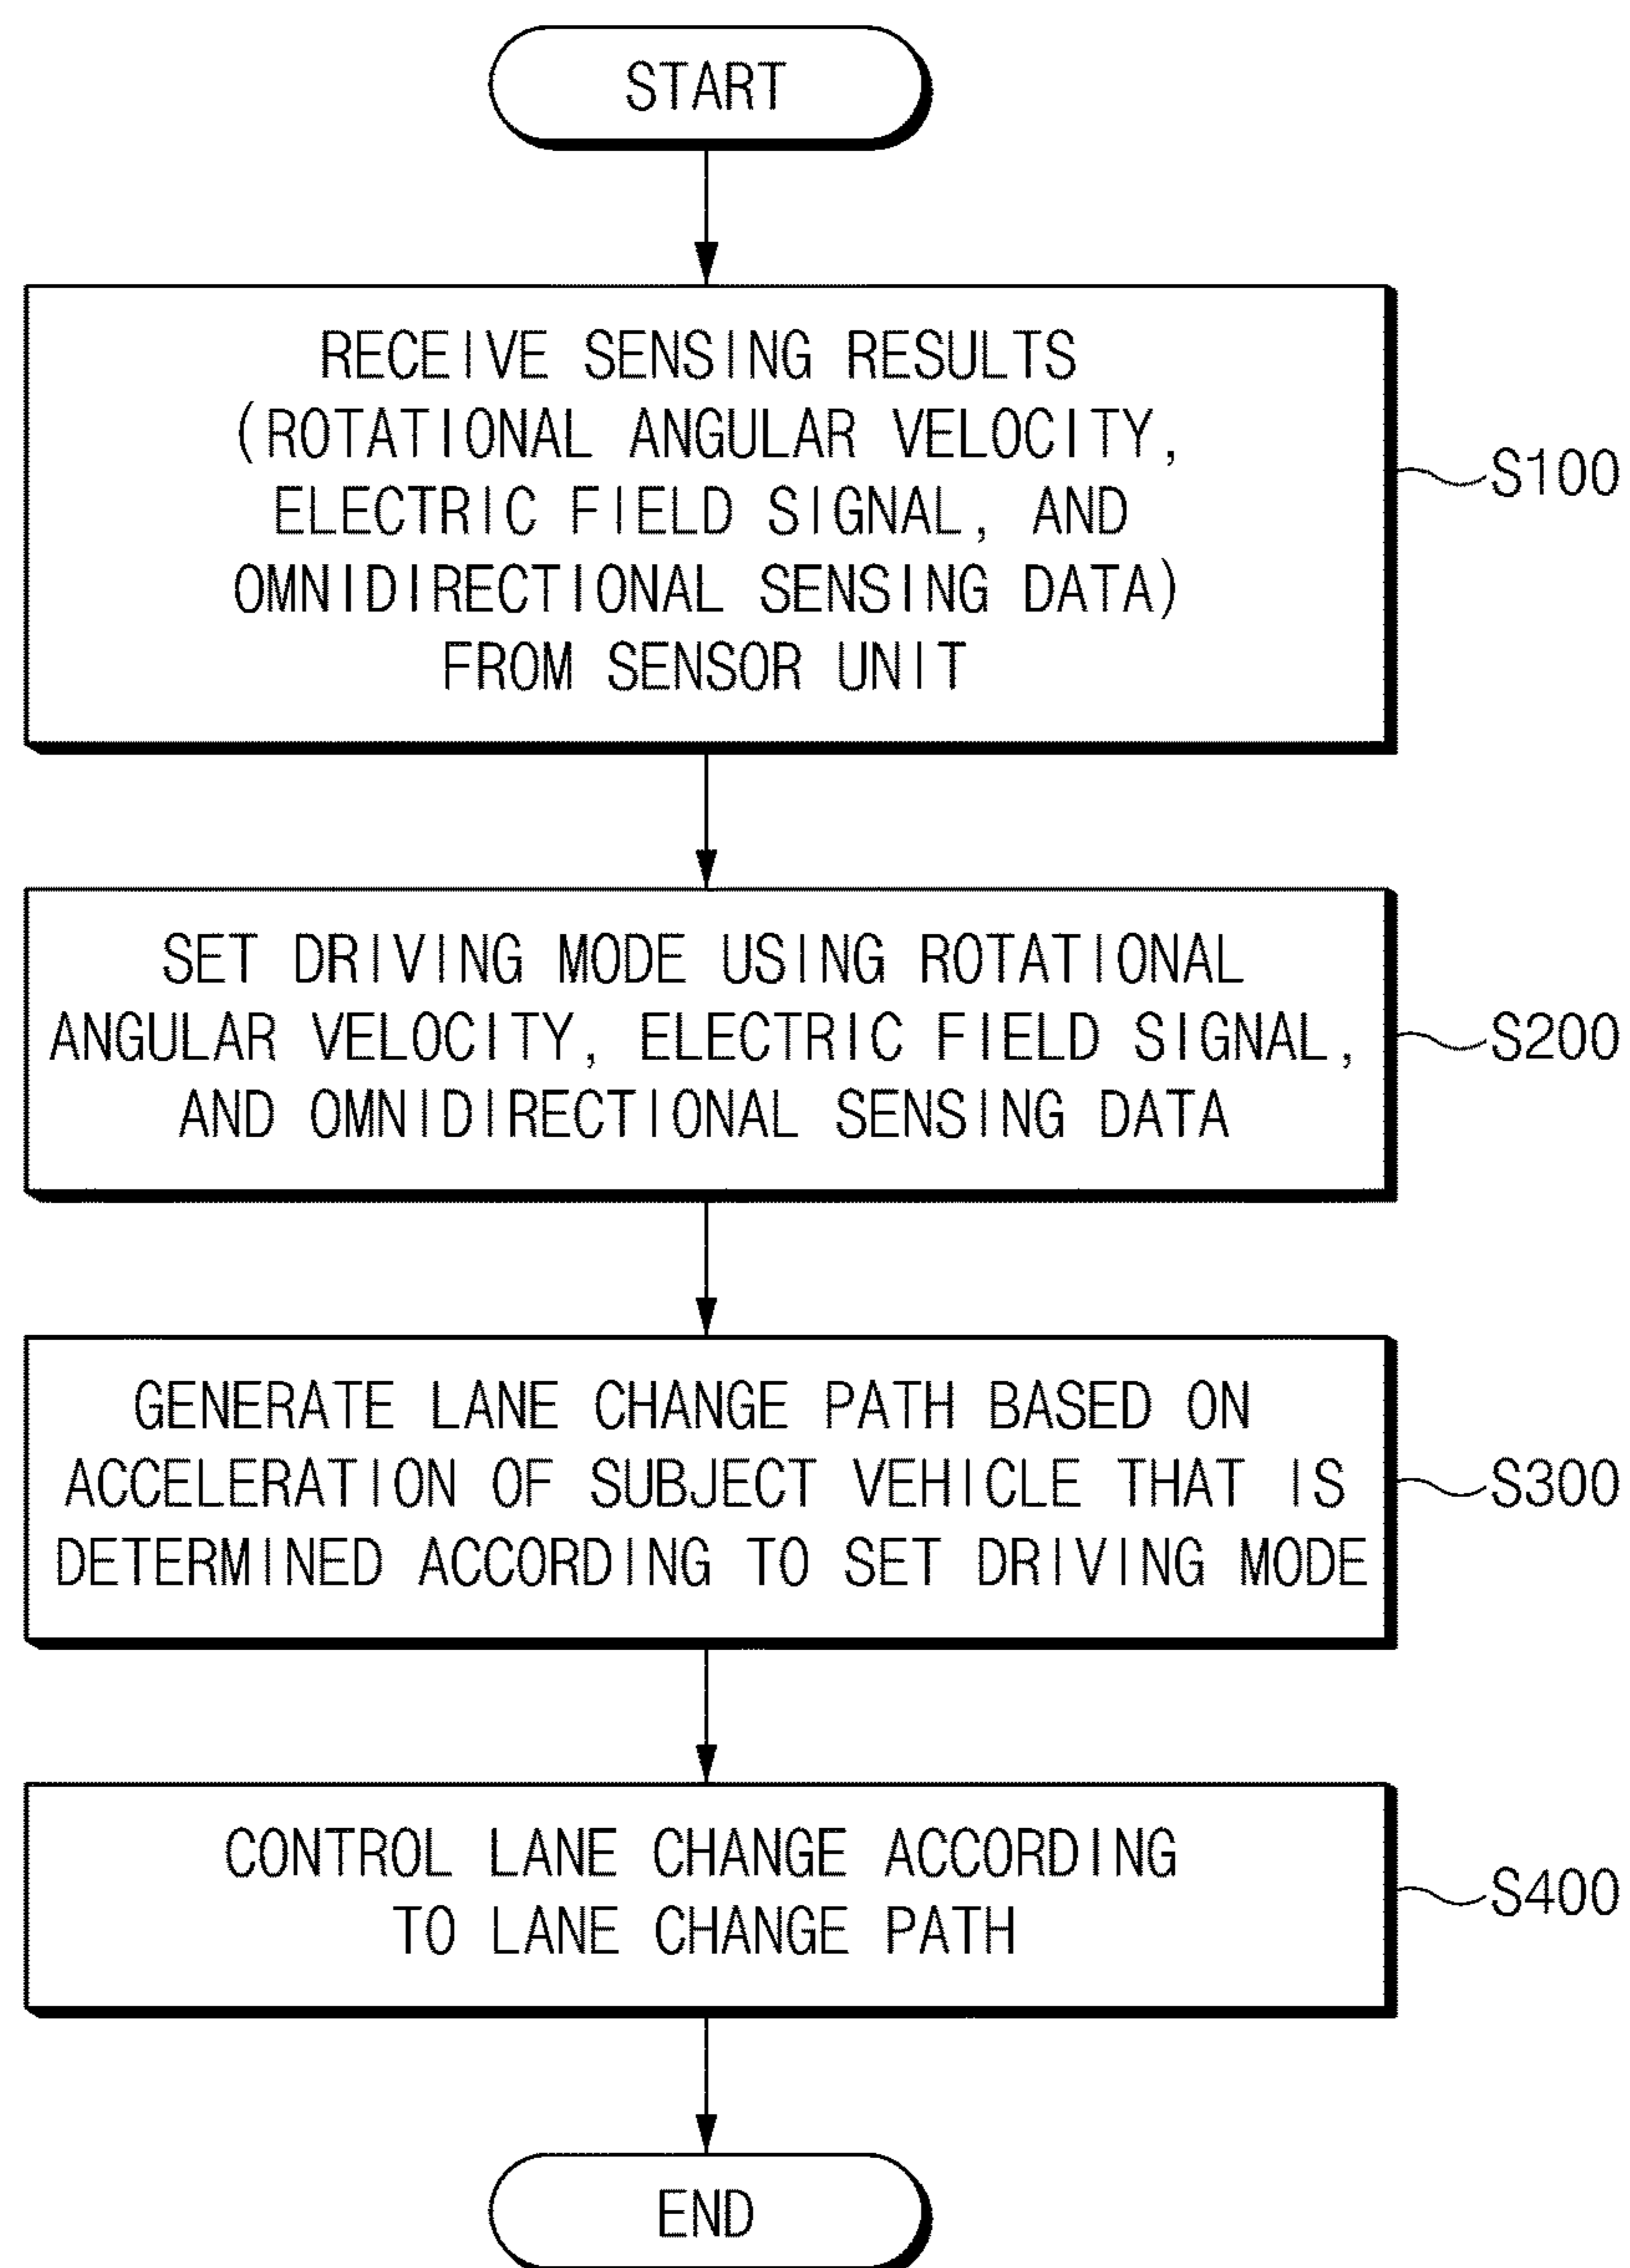 START
RECEIVE SENSING RESULTS
(ROTATIONAL ANGULAR VELOCITY,
ELECTRIC FIELD SIGNAL, AND
OMNIDIRECTIONAL SENSING DATA)
FROM SENSOR UNIT
S100
SET DRIVING MODE USING ROTATIONAL
ANGULAR VELOCITY, ELECTRIC FIELD SIGNAL,
AND OMNIDIRECTIONAL SENSING DATA
S200
GENERATE LANE CHANGE PATH BASED ON
ACCELERATION OF SUBJECT VEHICLE THAT IS
DETERMINED ACCORDING TO SET DRIVING MODE
S300
CONTROL LANE CHANGE ACCORDING
TO LANE CHANGE PATH
S400
END